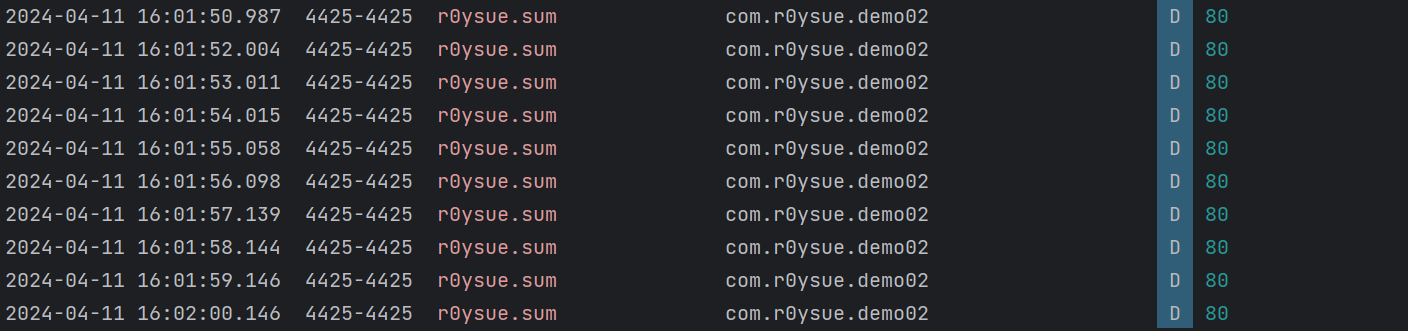 2024-04-11 16:01:50.987 4425-4425 r0ysue.sum com.r0ysue.demo02 D 80
2024-04-11 16:01:52.004 4425-4425 r0ysue.sum com.r0ysue.demo02 D 80
2024-04-11 16:01:53.011 4425-4425 r0ysue.sum com.r0ysue.demo02 D 80
2024-04-11 16:01:54.015 4425-4425 r0ysue.sum com.r0ysue.demo02 D 80
2024-04-11 16:01:55.058 4425-4425 r0ysue.sum com.r0ysue.demo02 D 80
2024-04-11 16:01:56.098 4425-4425 r0ysue.sum com.r0ysue.demo02 D 80
2024-04-11 16:01:57.139 4425-4425 r0ysue.sum com.r0ysue.demo02 D 80
2024-04-11 16:01:58.144 4425-4425 r0ysue.sum com.r0ysue.demo02 D 80
2024-04-11 16:01:59.146 4425-4425 r0ysue.sum com.r0ysue.demo02 D 80
2024-04-11 16:02:00.146 4425-4425 r0ysue.sum com.r0ysue.demo02 D 80